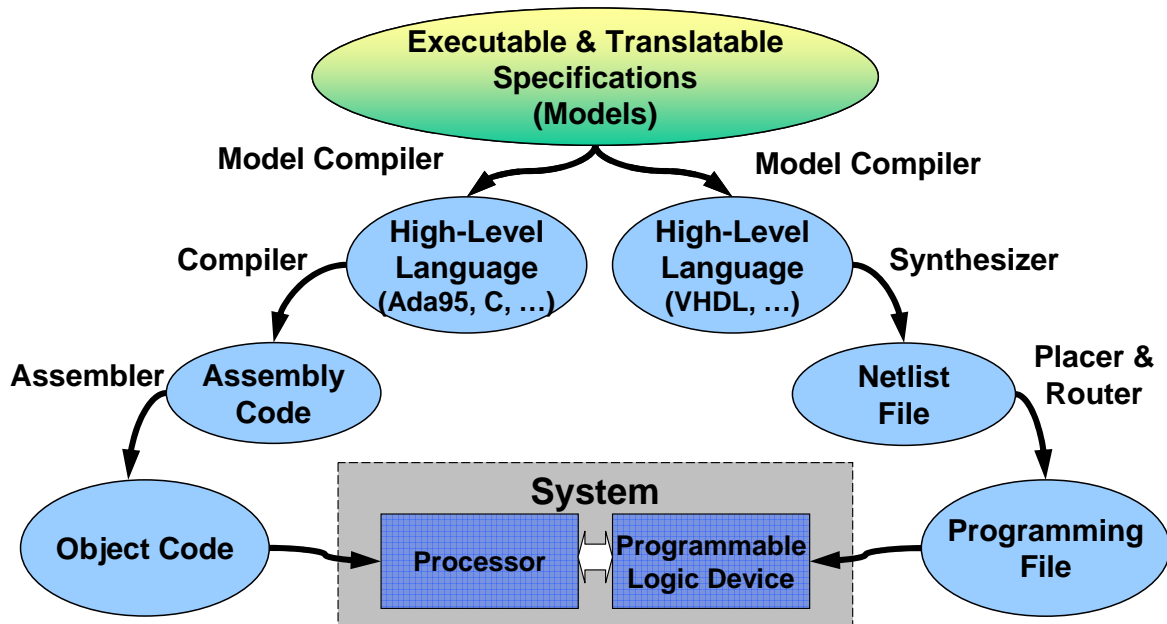 Executable & Translatable
Specifications
(Models)
Model Compiler
Model Compiler
High-Level
Language
(Ada95, C, …)
High-Level
Language
(VHDL, …)
Compiler
Synthesizer
Assembler
Assembly
Code
Netlist
File
Placer &
Router
System
Object Code
Processor
Programmable
Logic Device
Programming
File